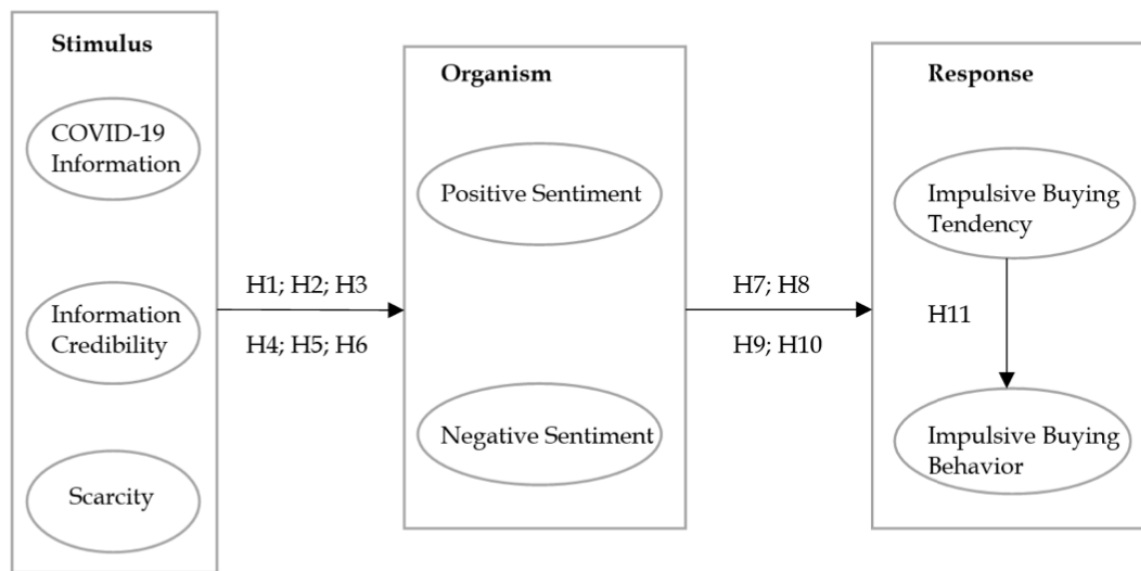 Stimulus
COVID-19
Information
Information
Credibility
Scarcity
H1; H2; H3
H4; H5; H6
Organism
Positive Sentiment
Negative Sentiment
H7; H8
H9; H10
Response
Impulsive Buying
Tendency
H11
Impulsive Buying
Behavior